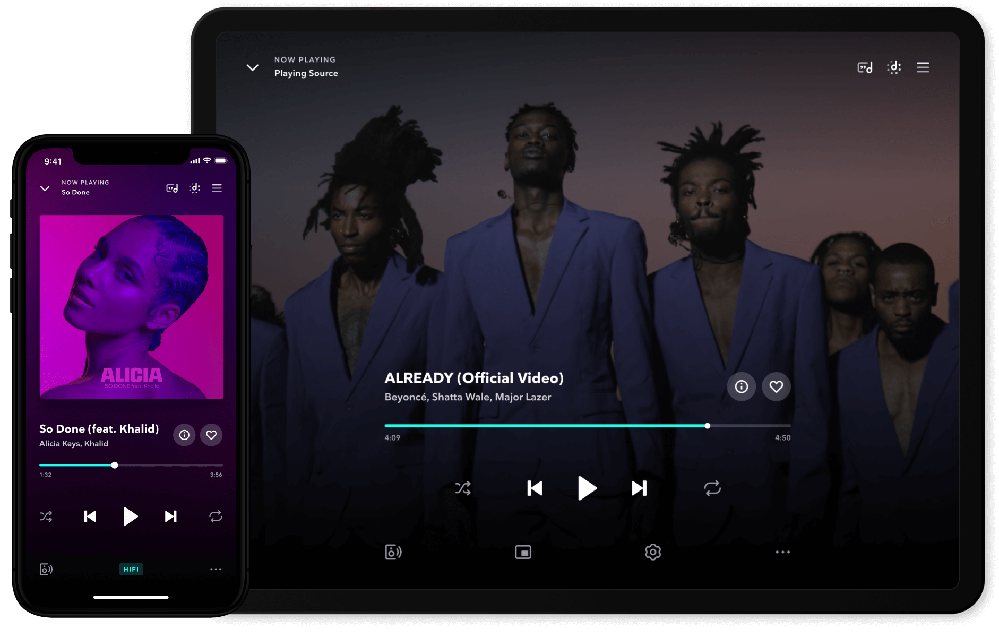 9:41
NOW PLAYING
So Done
ALICIA
SO DONE feat. Khalid
So Done (feat. Khalid)
Alicia Keys, Khalid
1:32
3:56
HIFI
NOW PLAYING
Playing Source
ALREADY (Official Video)
Beyoncé, Shatta Wale, Major Lazer
4:09
4:50